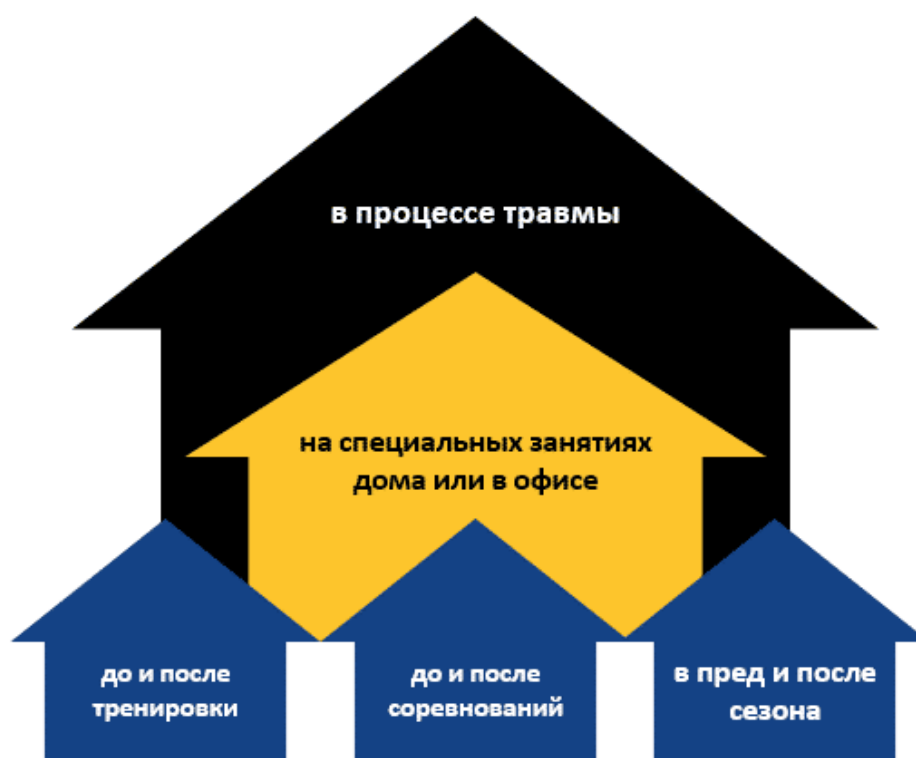 в процессе травмы
на специальных занятиях
дома или в офисе
до и после
тренировки
до и после
соревнований
в пред и после
сезона